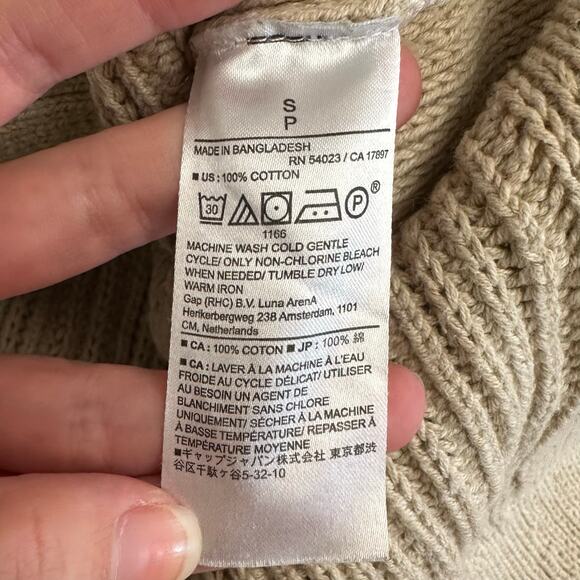 S
P
MADE IN BANGLADESH
RN 54023 / CA 17897
■ US : 100% COTTON
30 P ®
1166
MACHINE WASH COLD GENTLE
CYCLE/ ONLY NON-CHLORINE BLEACH
WHEN NEEDED/ TUMBLE DRY LOW/
WARM IRON
Gap (RHC) B.V. Luna ArenA
Herikerbergweg 238 Amsterdam, 1101
CM, Netherlands
■ CA : 100% COTON ■ JP : 100% 綿
■ CA : LAVER À LA MACHINE À L'EAU
FROIDE AU CYCLE DÉLICAT/ UTILISER
AU BESOIN UN AGENT DE
BLANCHIMENT SANS CHLORE
UNIQUEMENT/ SÉCHER À LA MACHINE
À BASSE TEMPÉRATURE/ REPASSER À
TEMPÉRATURE MOYENNE
■ギャップジャパン株式会社 東京都渋
谷区千駄ヶ谷5-32-10